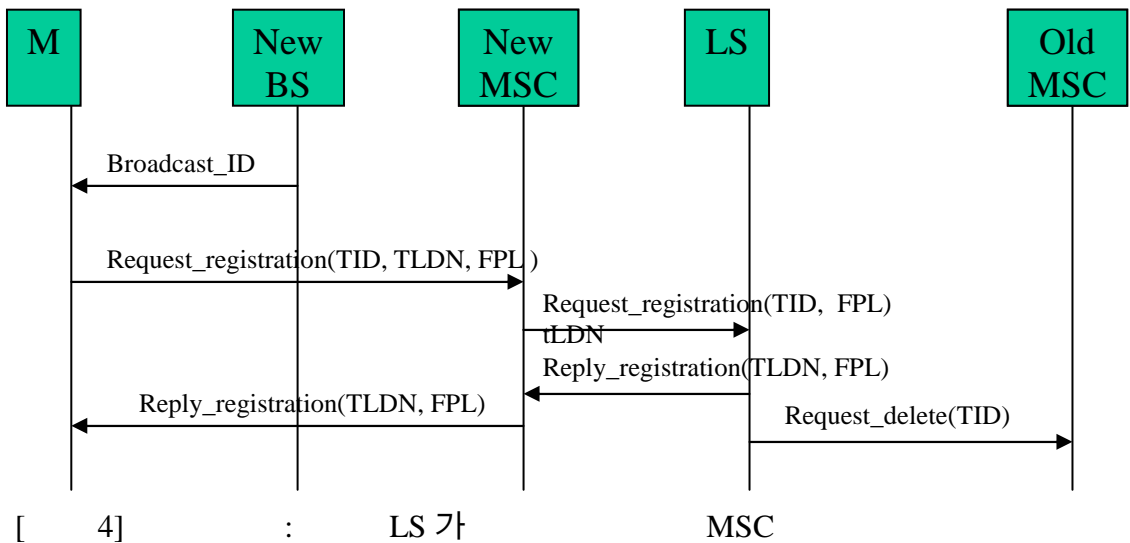 M New New LS Old
BS MSC MSC
Broadcast_ID
Request_registration(TID, TLDN, FPL )
Request_registration(TID, FPL)
tLDN
Reply_registration(TLDN, FPL)
Reply_registration(TLDN, FPL)
Request_delete(TID)
[ 4] : LS 가 MSC